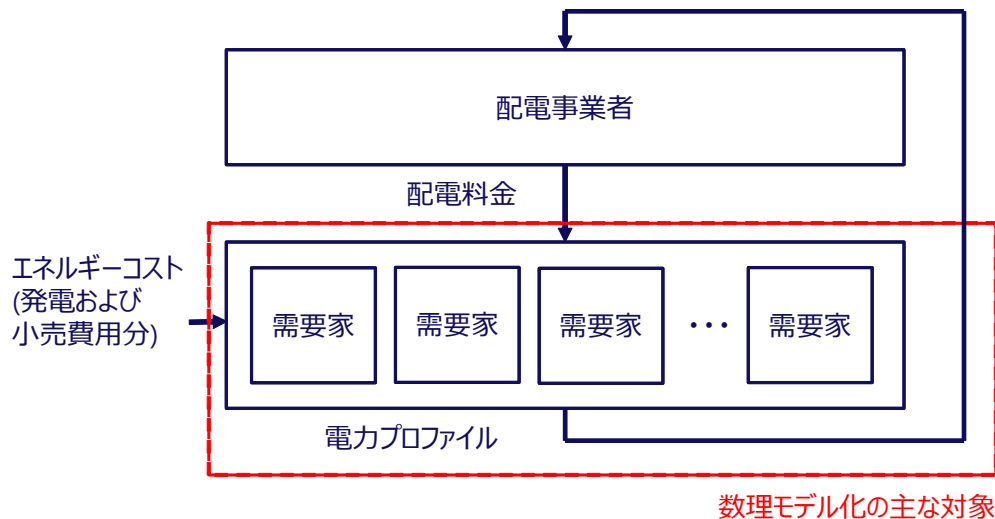 配電事業者
配電料金
エネルギーコスト
(発電および
小売費用分)
需要家
需要家
需要家
･･･
需要家
電力プロファイル
数理モデル化の主な対象